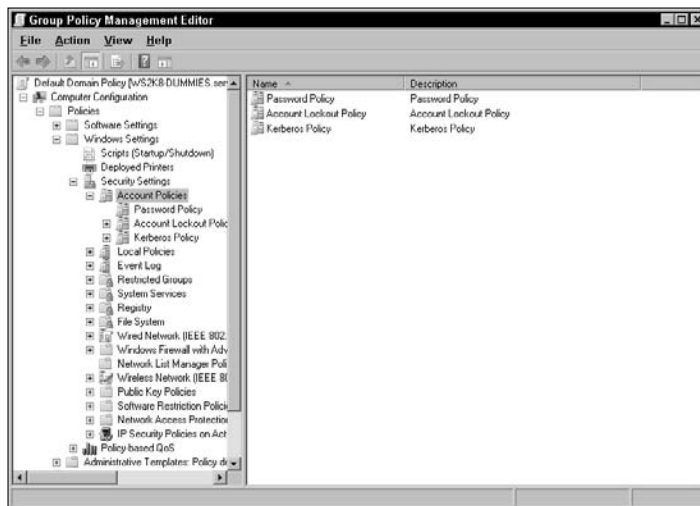 Group Policy Management Editor
File Action View Help
Default Domain Policy [WS2K8-DUMMIES.ser
Computer Configuration
Policies
Software Settings
Windows Settings
Scripts (Startup/Shutdown)
Deployed Printers
Security Settings
Account Policies
Password Policy
Account Lockout Polic
Kerberos Policy
Local Policies
Event Log
Restricted Groups
System Services
Registry
File System
Wired Network (IEEE 802.
Windows Firewall with Adv
Network List Manager Poli
Wireless Network (IEEE 80
Public Key Policies
Software Restriction Polici
Network Access Protection
IP Security Policies on Act
Policy-based QoS
Administrative Templates: Policy de
Name Description
Password Policy Password Policy
Account Lockout Policy Account Lockout Policy
Kerberos Policy Kerberos Policy